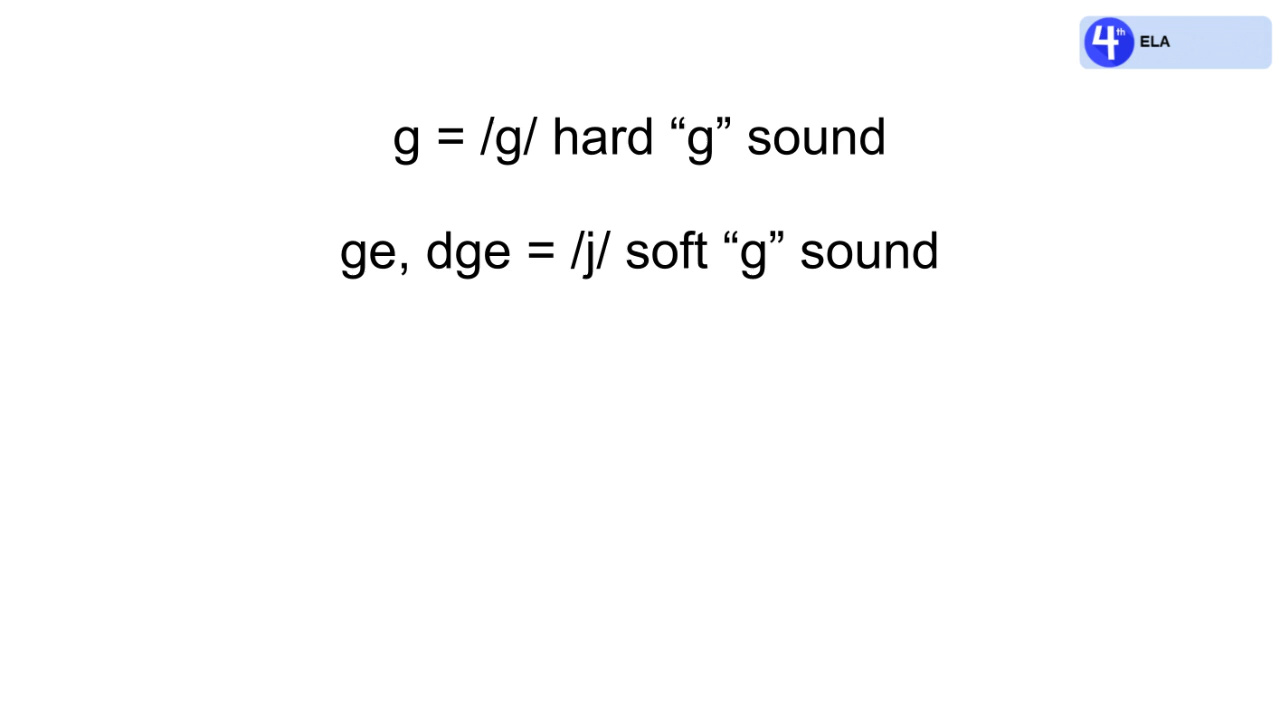 4th ELA
g = /g/ hard “g” sound
ge, dge = /j/ soft “g” sound